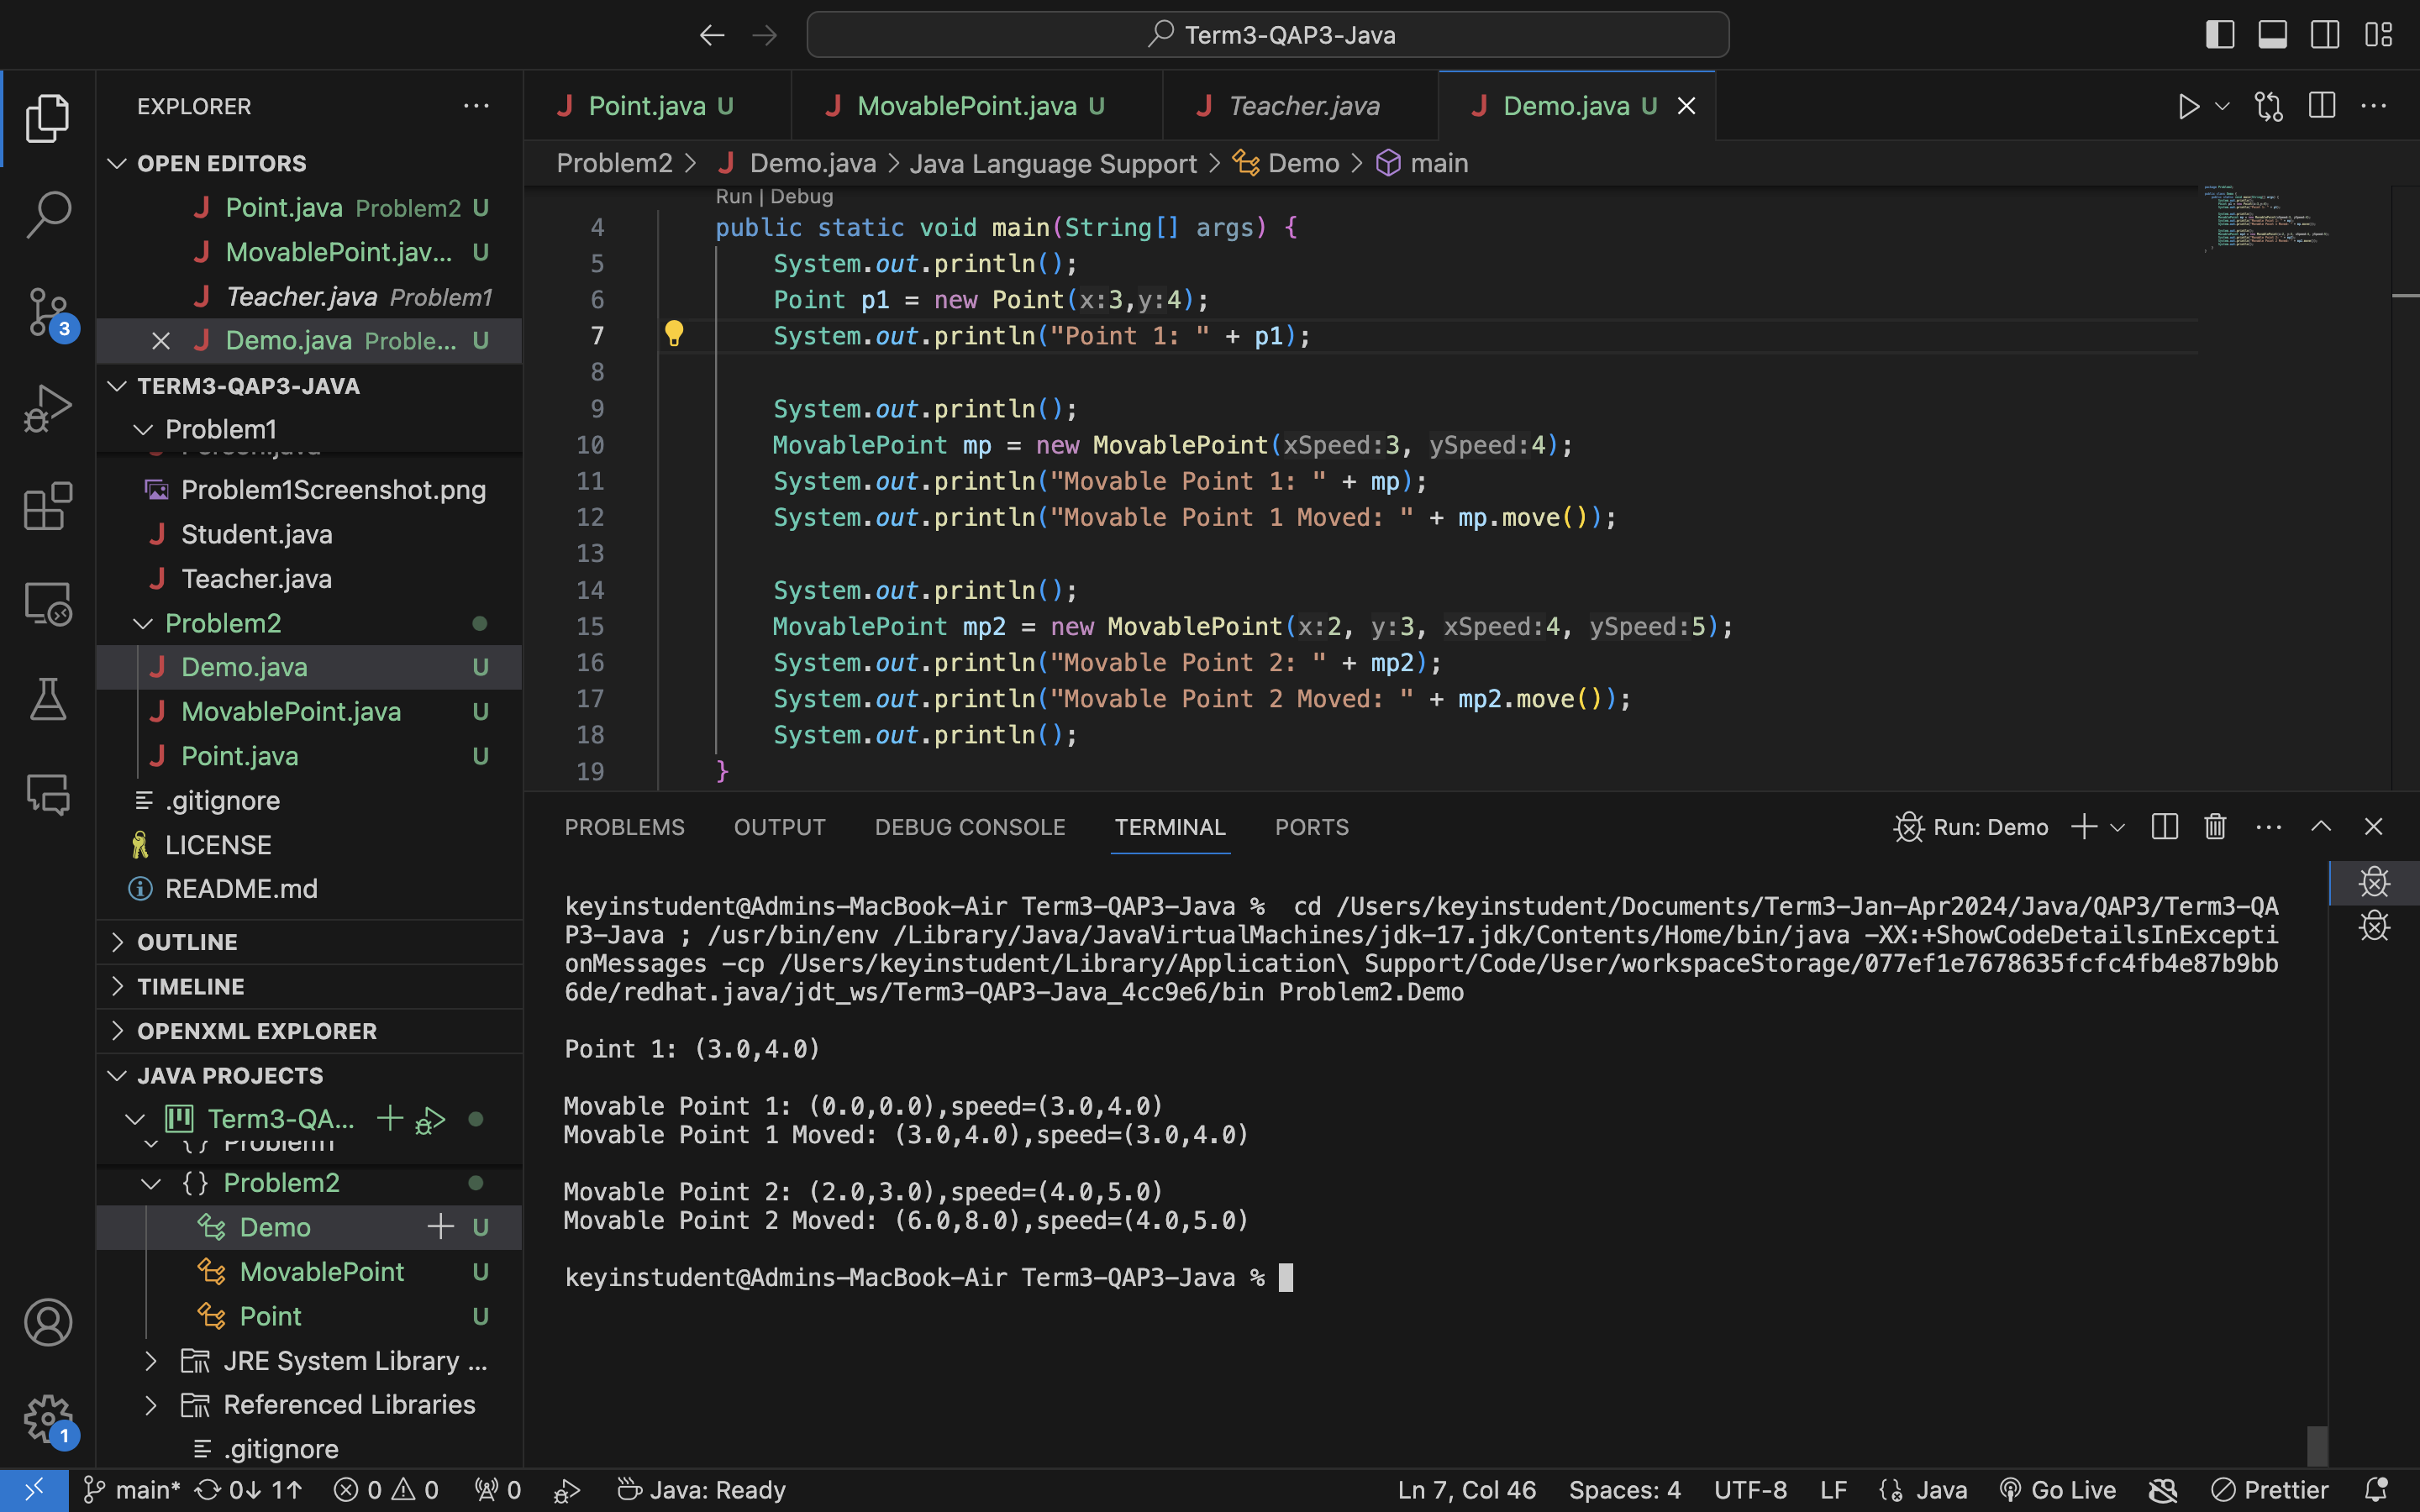 Term3-QAP3-Java
EXPLORER
Point.java U
MovablePoint.java U
Teacher.java
Demo.java U
OPEN EDITORS
Point.java Problem2 U
MovablePoint.jav... U
Teacher.java Problem1
Demo.java Proble... U
TERM3-QAP3-JAVA
Problem1
Problem1Screenshot.png
Student.java
Teacher.java
Problem2
Demo.java U
MovablePoint.java U
Point.java U
.gitignore
LICENSE
README.md
OUTLINE
TIMELINE
OPENXML EXPLORER
JAVA PROJECTS
Term3-QA...
Problem2
Demo U
MovablePoint U
Point U
JRE System Library ...
Referenced Libraries
.gitignore
3
1
Problem2 > Demo.java > Java Language Support > Demo > main
Run | Debug
4 public static void main(String[] args) {
5 System.out.println();
6 Point p1 = new Point(x:3,y:4);
7 System.out.println("Point 1: " + p1);
8
9 System.out.println();
10 MovablePoint mp = new MovablePoint(xSpeed:3, ySpeed:4);
11 System.out.println("Movable Point 1: " + mp);
12 System.out.println("Movable Point 1 Moved: " + mp.move());
13
14 System.out.println();
15 MovablePoint mp2 = new MovablePoint(x:2, y:3, xSpeed:4, ySpeed:5);
16 System.out.println("Movable Point 2: " + mp2);
17 System.out.println("Movable Point 2 Moved: " + mp2.move());
18 System.out.println();
19 }
PROBLEMS OUTPUT DEBUG CONSOLE TERMINAL PORTS
Run: Demo
keyinstudent@Admins-MacBook-Air Term3-QAP3-Java %  cd /Users/keyinstudent/Documents/Term3-Jan-Apr2024/Java/QAP3/Term3-QA
P3-Java ; /usr/bin/env /Library/Java/JavaVirtualMachines/jdk-17.jdk/Contents/Home/bin/java -XX:+ShowCodeDetailsInExcepti
onMessages -cp /Users/keyinstudent/Library/Application\ Support/Code/User/workspaceStorage/077ef1e7678635fcfc4fb4e87b9bb
6de/redhat.java/jdt_ws/Term3-QAP3-Java_4cc9e6/bin Problem2.Demo
Point 1: (3.0,4.0)
Movable Point 1: (0.0,0.0),speed=(3.0,4.0)
Movable Point 1 Moved: (3.0,4.0),speed=(3.0,4.0)
Movable Point 2: (2.0,3.0),speed=(4.0,5.0)
Movable Point 2 Moved: (6.0,8.0),speed=(4.0,5.0)
keyinstudent@Admins-MacBook-Air Term3-QAP3-Java %
main* 0↓ 1↑ 0 0 0 Java: Ready
Ln 7, Col 46 Spaces: 4 UTF-8 LF Java Go Live Prettier